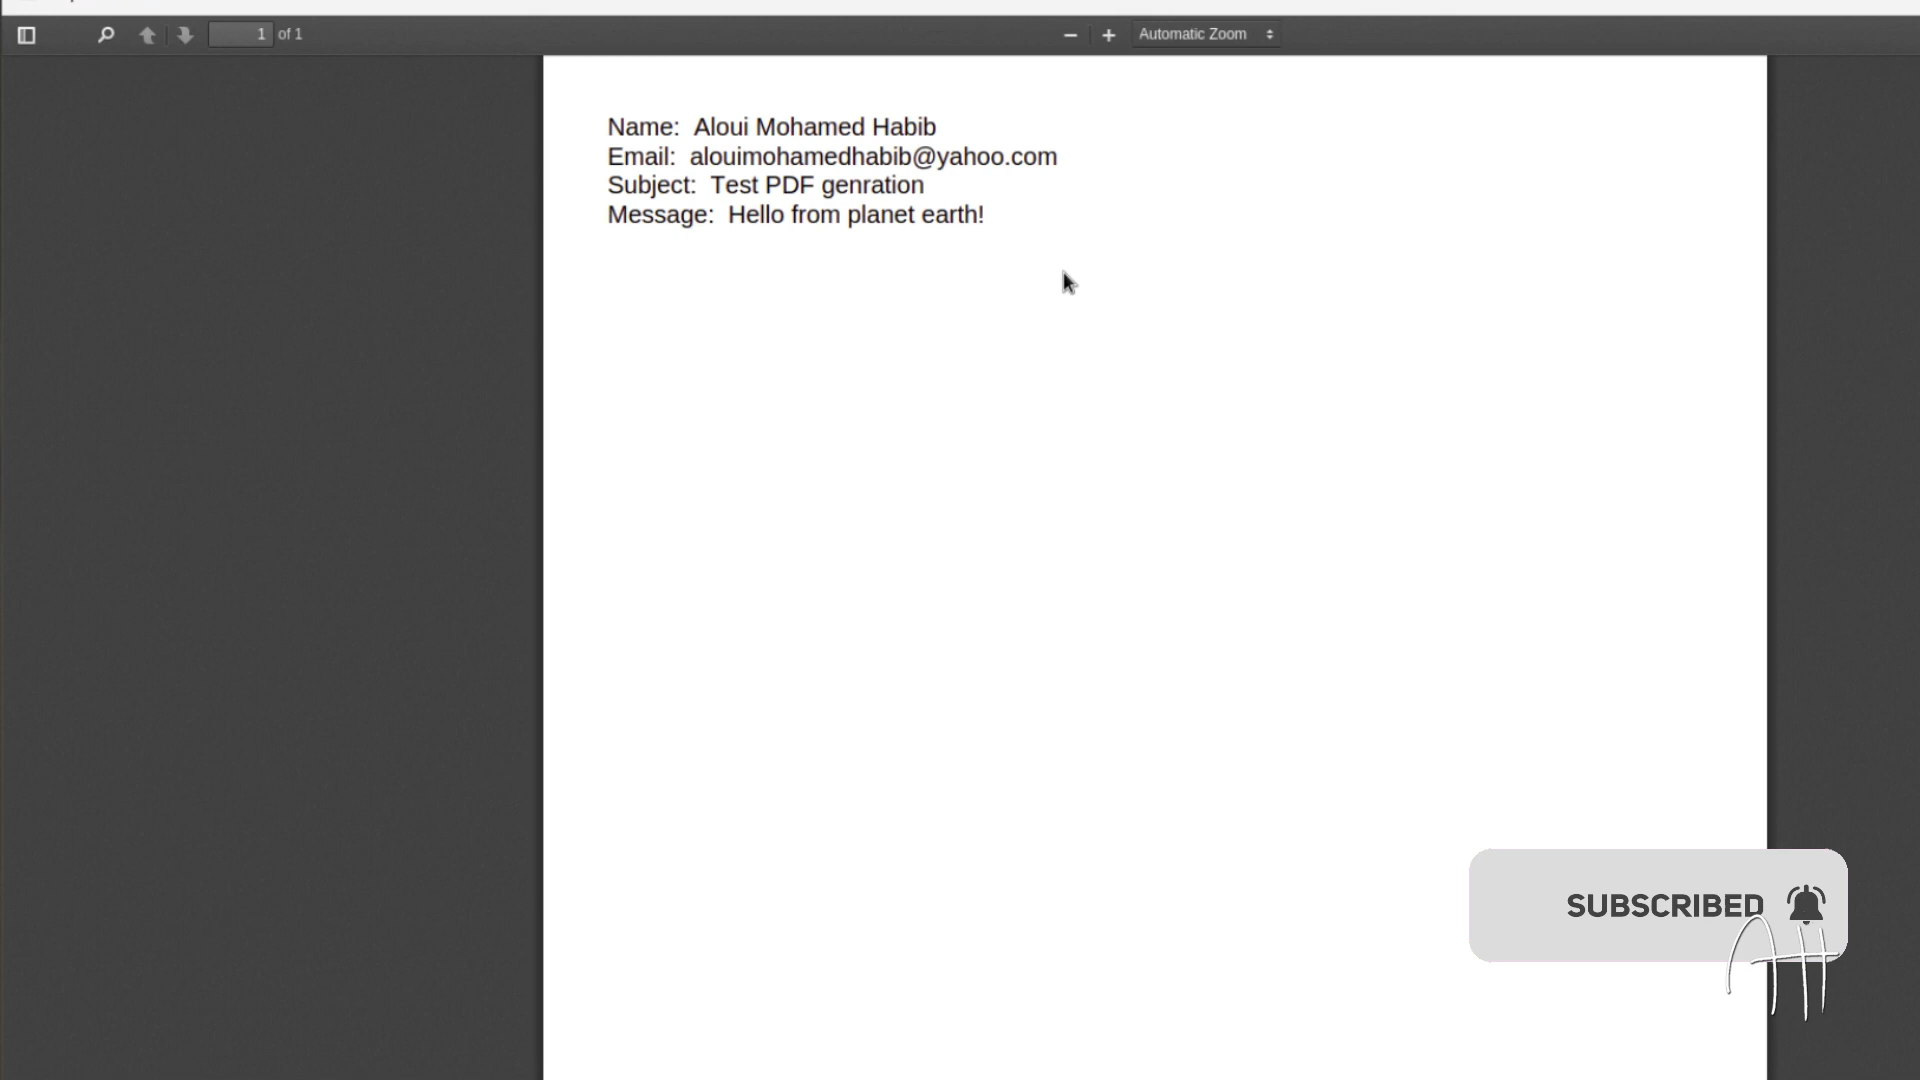 1 of 1
Automatic Zoom
Name: Aloui Mohamed Habib
Email: alouimohamedhabib@yahoo.com
Subject: Test PDF genration
Message: Hello from planet earth!
SUBSCRIBED